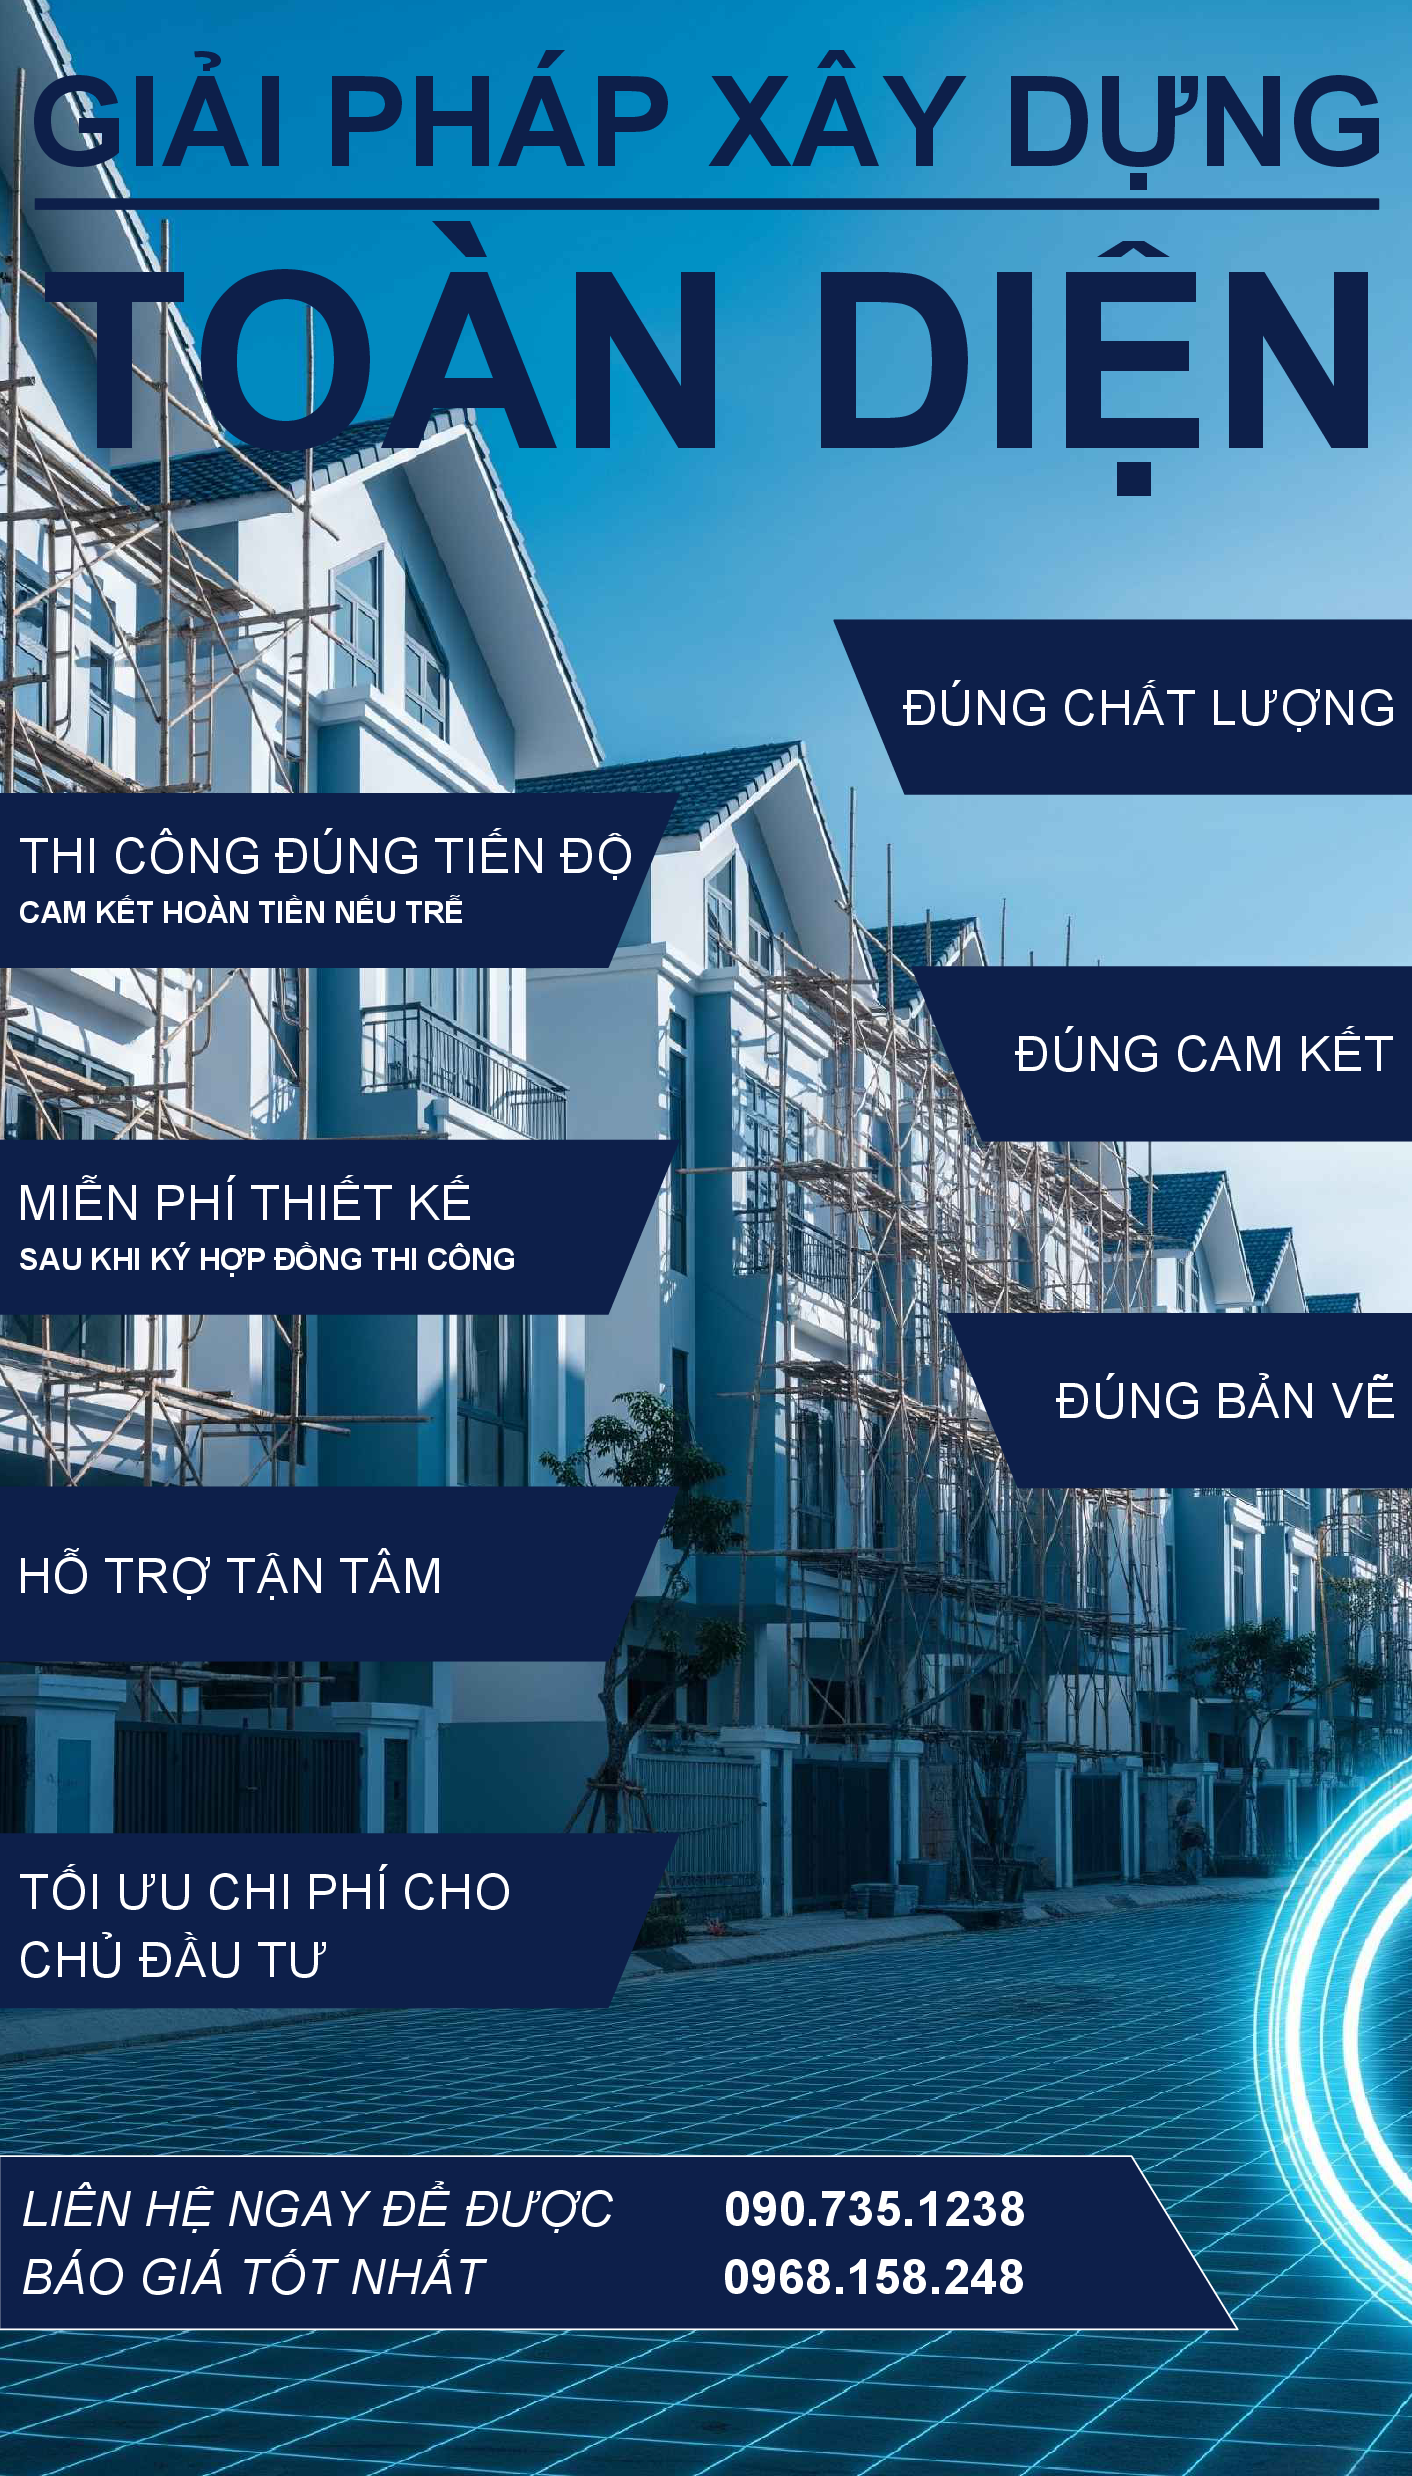 GIẢI PHÁP XÂY DỰNG
TOÀN DIỆN
ĐÚNG CHẤT LƯỢNG
THI CÔNG ĐÚNG TIẾN ĐỘ
CAM KẾT HOÀN TIỀN NẾU TRỄ
ĐÚNG CAM KẾT
MIỄN PHÍ THIẾT KẾ
SAU KHI KÝ HỢP ĐỒNG THI CÔNG
ĐÚNG BẢN VẼ
HỖ TRỢ TẬN TÂM
TỐI ƯU CHI PHÍ CHO
CHỦ ĐẦU TƯ
LIÊN HỆ NGAY ĐỂ ĐƯỢC 090.735.1238
BÁO GIÁ TỐT NHẤT 0968.158.248